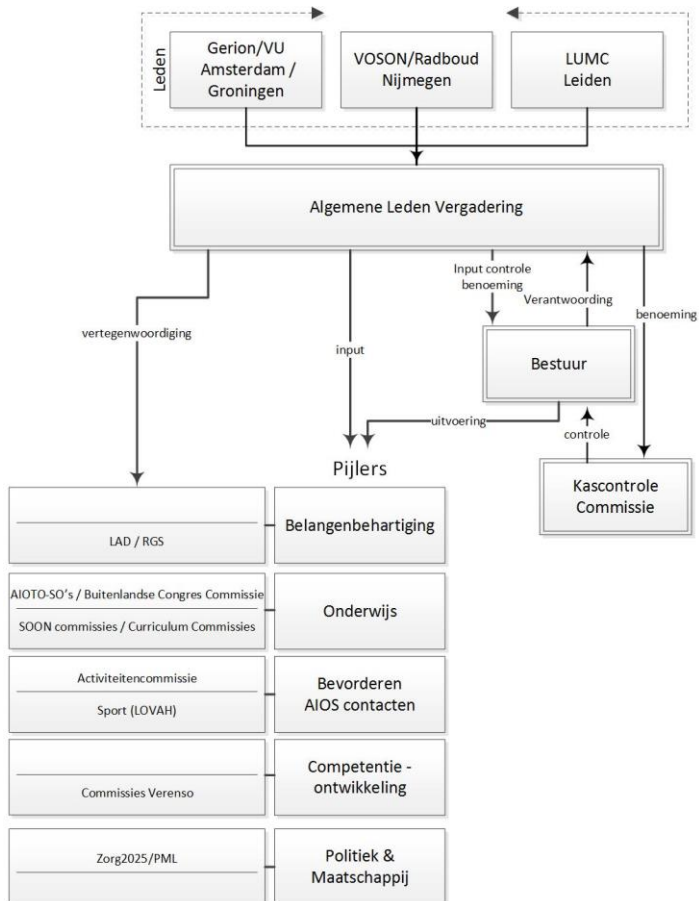 Leden
Gerion/VU
Amsterdam /
Groningen
VOSON/Radboud
Nijmegen
LUMC
Leiden
Algemene Leden Vergadering
Input controle
benoeming
Verantwoording
benoeming
vertegenwoordiging
input
Bestuur
uitvoering
controle
Pijlers
Kascontrole
Commissie
LAD / RGS
Belangenbehartiging
AIOTO-SO's / Buitenlandse Congres Commissie
SOON commissies / Curriculum Commissies
Onderwijs
Activiteitencommissie
Sport (LOVAH)
Bevorderen
AIOS contacten
Commissies Verenso
Competentie -
ontwikkeling
Zorg2025/PML
Politiek &
Maatschappij